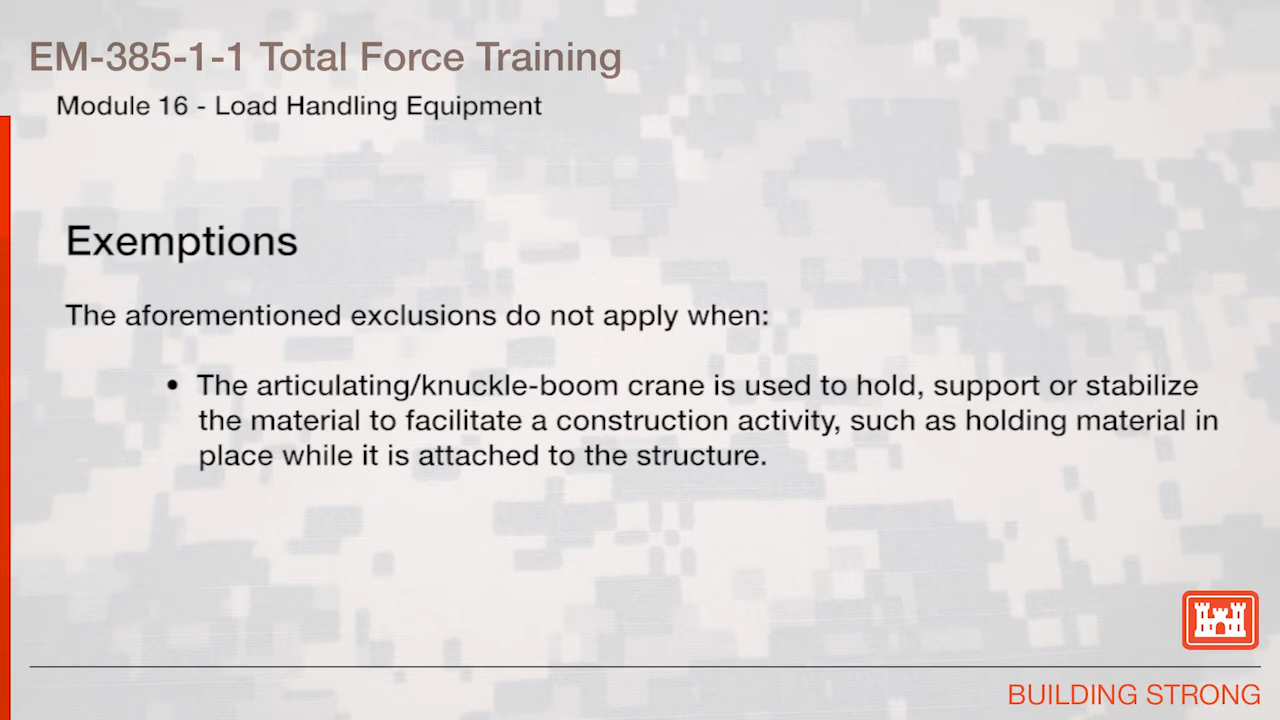 EM-385-1-1 Total Force Training
Module 16 - Load Handling Equipment
Exemptions
The aforementioned exclusions do not apply when:
• The articulating/knuckle-boom crane is used to hold, support or stabilize
the material to facilitate a construction activity, such as holding material in
place while it is attached to the structure.
BUILDING STRONG